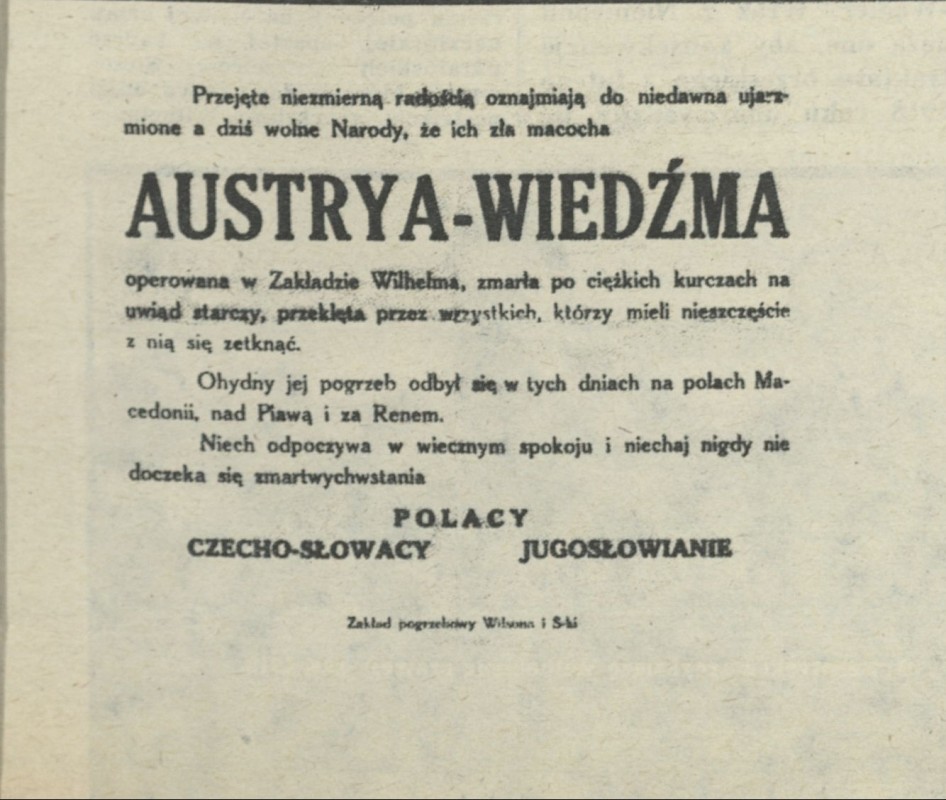 Przejęte niezmierną radością oznajmiają do niedawna ujarz-
mione a dziś wolne Narody, że ich zła macocha
AUSTRYA-WIEDŹMA
operowana w Zakładzie Wilhelma, zmarła po ciężkich kurczach na
uwiąd starczy, przeklęta przez wszystkich, którzy mieli nieszczęście
z nią się zetknąć.
Ohydny jej pogrzeb odbył się w tych dniach na polach Ma-
cedonii, nad Piawą i za Renem.
Niech odpoczywa w wiecznym spokoju i niechaj nigdy nie
doczeka się zmartwychwstania
POLACY
CZECHO-SŁOWACY JUGOSŁOWIANIE
Zakład pogrzebowy Wilsona i S-ki